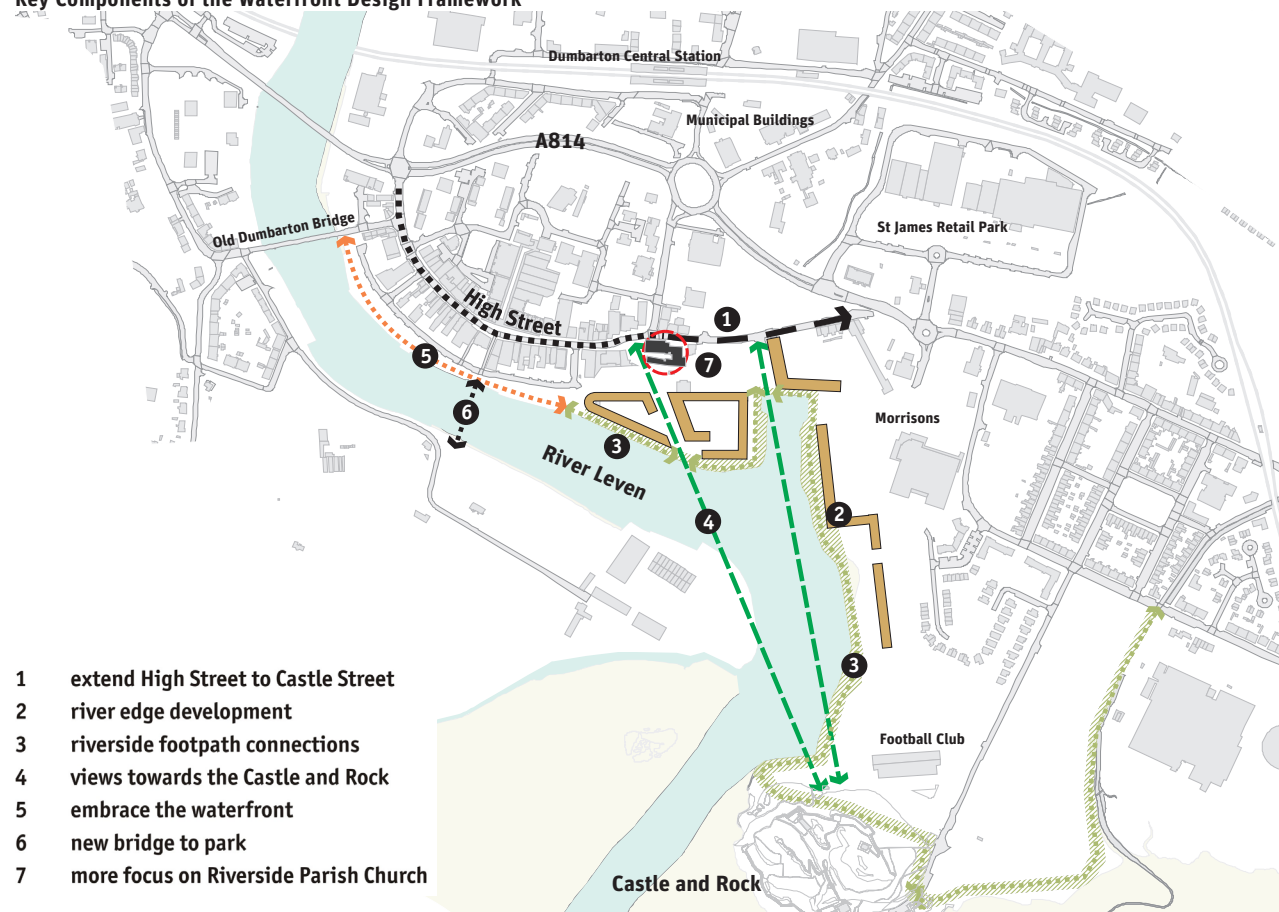 Key Components of the Waterfront Design Framework
Dumbarton Central Station
Municipal Buildings
A814
Old Dumbarton Bridge
St James Retail Park
High Street
1
7
5
6
Morrisons
3
River Leven
2
4
3
1 extend High Street to Castle Street
2 river edge development
3 riverside footpath connections
4 views towards the Castle and Rock
5 embrace the waterfront
6 new bridge to park
7 more focus on Riverside Parish Church
Football Club
Castle and Rock